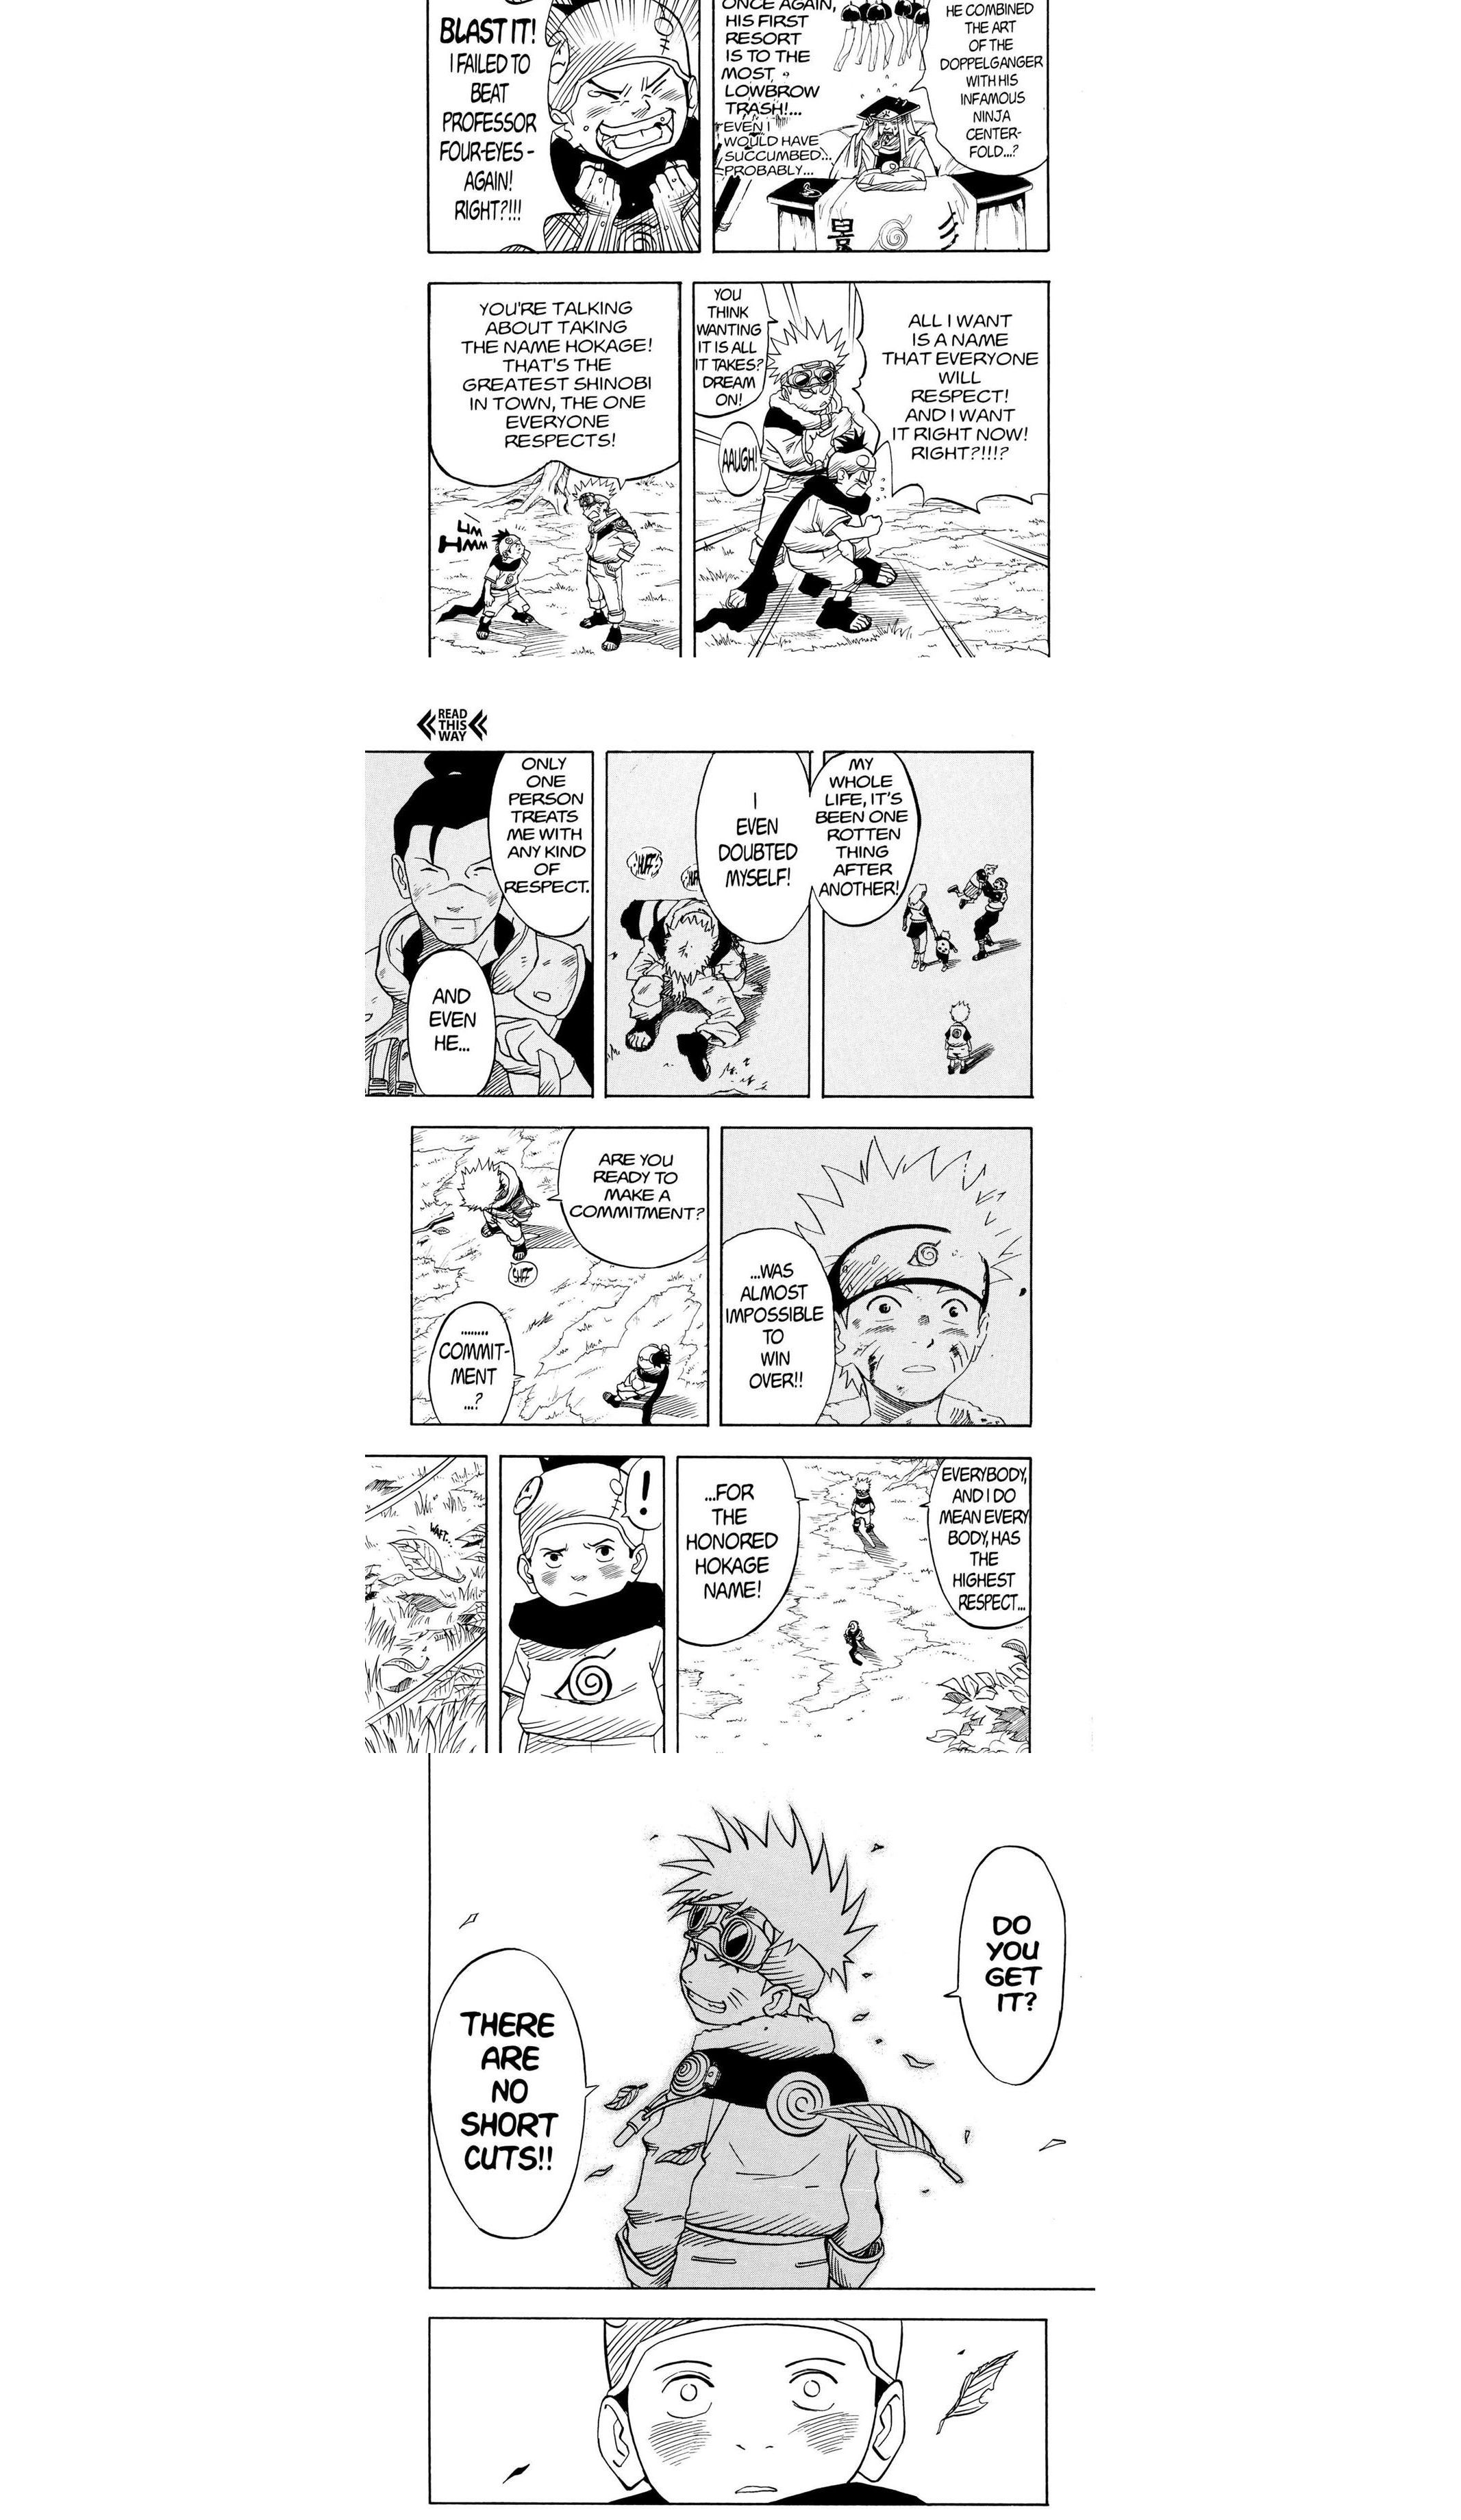 HE COMBINED
THE ART
OF THE
DOPPELGANGER
WITH HIS
INFAMOUS
NINJA
CENTER-
FOLD...?
ONCE AGAIN,
HIS FIRST
RESORT
IS TO THE
MOST
LOWBROW
TRASH!...
EVEN I
WOULD HAVE
SUCCUMBED...
PROBABLY...
景
BLAST IT!
I FAILED TO
BEAT
PROFESSOR
FOUR-EYES -
AGAIN!
RIGHT?!!!
ALL I WANT
IS A NAME
THAT EVERYONE
WILL
RESPECT!
AND I WANT
IT RIGHT NOW!
RIGHT?!!!?
YOU
THINK
WANTING
IT IS ALL
IT TAKES?
DREAM
ON!
AAUGH!
YOU'RE TALKING
ABOUT TAKING
THE NAME HOKAGE!
THAT'S THE
GREATEST SHINOBI
IN TOWN, THE ONE
EVERYONE
RESPECTS!
HM
HMM
READ
THIS
WAY
MY
WHOLE
LIFE, IT'S
BEEN ONE
ROTTEN
THING
AFTER
ANOTHER!
I
EVEN
DOUBTED
MYSELF!
HUFF
ONLY
ONE
PERSON
TREATS
ME WITH
ANY KIND
OF
RESPECT.
AND
EVEN
HE...
...WAS
ALMOST
IMPOSSIBLE
TO
WIN
OVER!!
ARE YOU
READY TO
MAKE A
COMMITMENT?
SHFF
........
COMMIT-
MENT
...?
EVERYBODY,
AND I DO
MEAN EVERY
BODY, HAS
THE
HIGHEST
RESPECT...
...FOR
THE
HONORED
HOKAGE
NAME!
!
WAFT...
DO
YOU
GET
IT?
THERE
ARE
NO
SHORT
CUTS!!